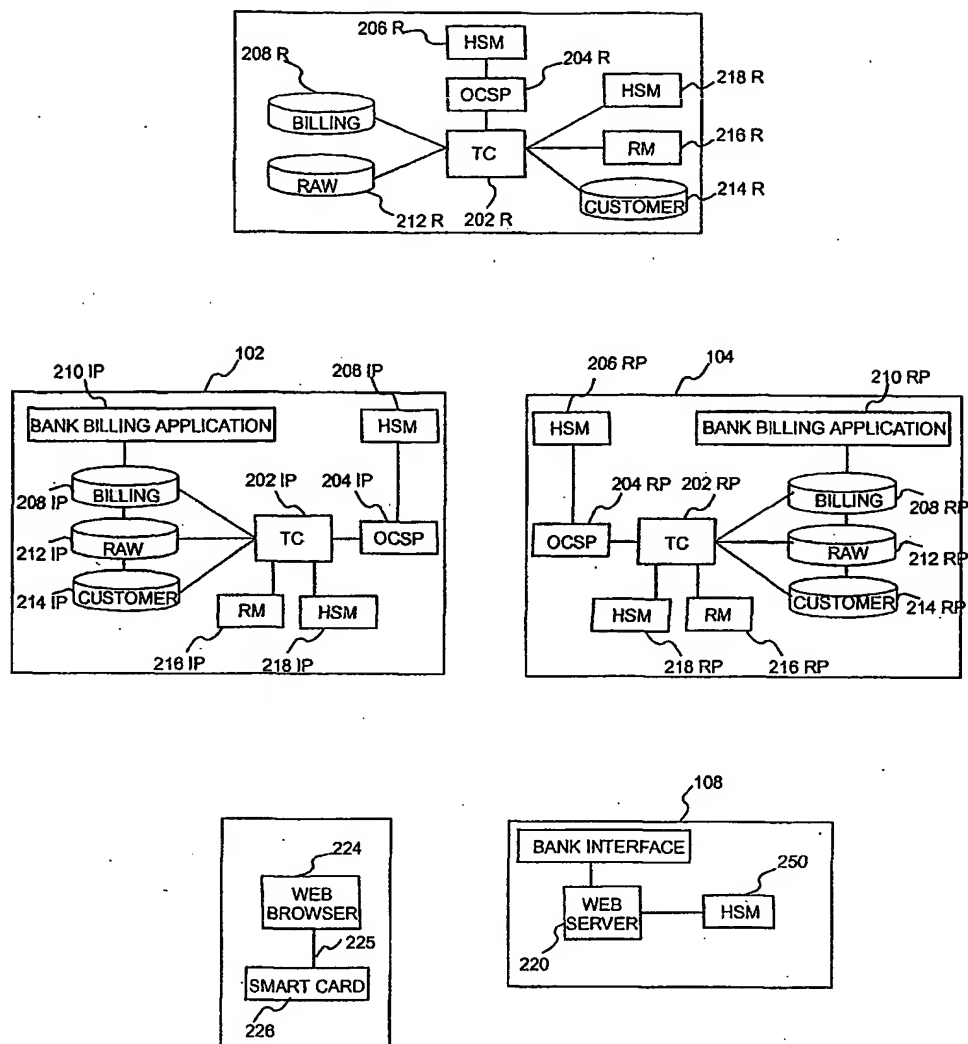 206 R
HSM
208 R
204 R
218 R
OCSP
HSM
BILLING
216 R
TC
RM
RAW
214 R
CUSTOMER
212 R
202 R
102
210 IP
208 IP
BANK BILLING APPLICATION
HSM
202 IP
204 IP
208 IP
BILLING
212 IP
RAW
TC
OCSP
214 IP
CUSTOMER
RM
HSM
216 IP
218 IP
104
206 RP
210 RP
HSM
BANK BILLING APPLICATION
204 RP
202 RP
BILLING
208 RP
OCSP
TC
RAW
212 RP
CUSTOMER
214 RP
HSM
RM
218 RP
216 RP
224
WEB
BROWSER
225
SMART CARD
226
108
BANK INTERFACE
250
WEB
SERVER
HSM
220